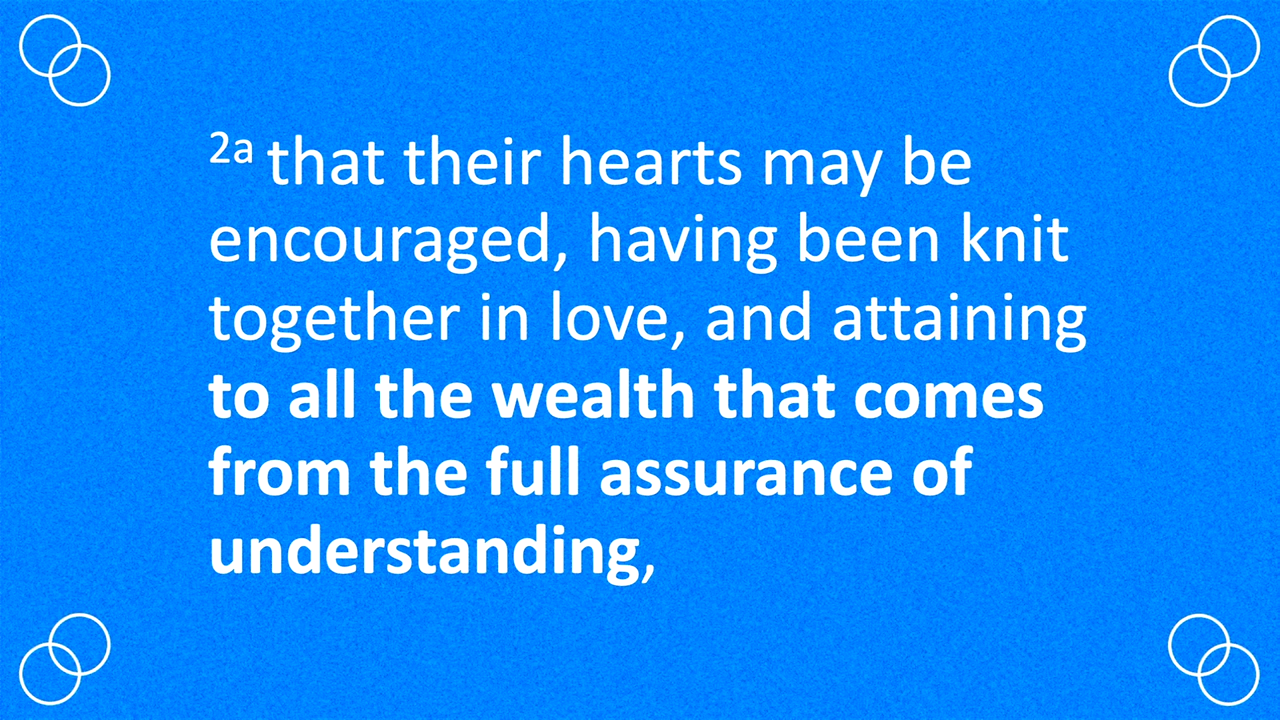 2a that their hearts may be
encouraged, having been knit
together in love, and attaining
to all the wealth that comes
from the full assurance of
understanding,